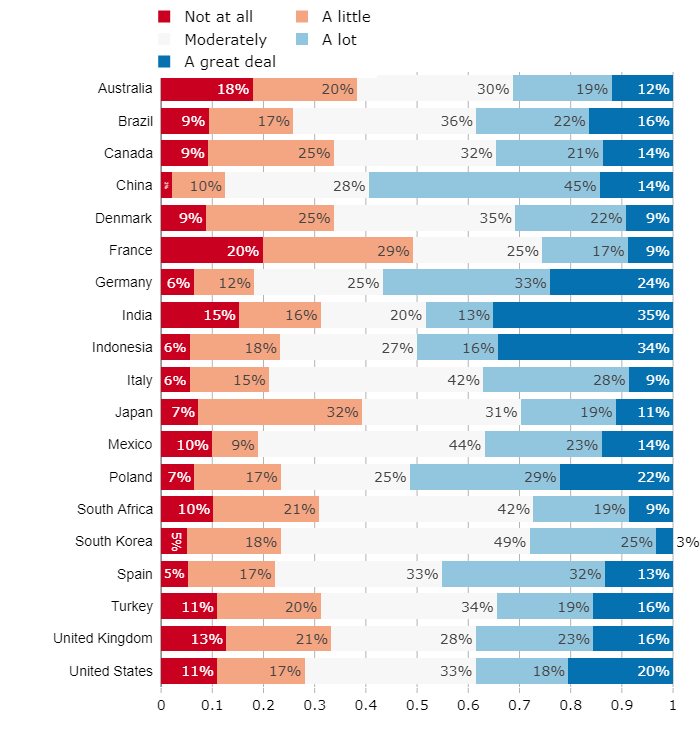 Not at all A little
Moderately A lot
A great deal
Australia 18% 20% 30% 19% 12%
Brazil 9% 17% 36% 22% 16%
Canada 9% 25% 32% 21% 14%
China 10% 28% 45% 14%
Denmark 9% 25% 35% 22% 9%
France 20% 29% 25% 17% 9%
Germany 6% 12% 25% 33% 24%
India 15% 16% 20% 13% 35%
Indonesia 6% 18% 27% 16% 34%
Italy 6% 15% 42% 28% 9%
Japan 7% 32% 31% 19% 11%
Mexico 10% 9% 44% 23% 14%
Poland 7% 17% 25% 29% 22%
South Africa 10% 21% 42% 19% 9%
South Korea 5% 18% 49% 25% 3%
Spain 5% 17% 33% 32% 13%
Turkey 11% 20% 34% 19% 16%
United Kingdom 13% 21% 28% 23% 16%
United States 11% 17% 33% 18% 20%
0 0.1 0.2 0.3 0.4 0.5 0.6 0.7 0.8 0.9 1